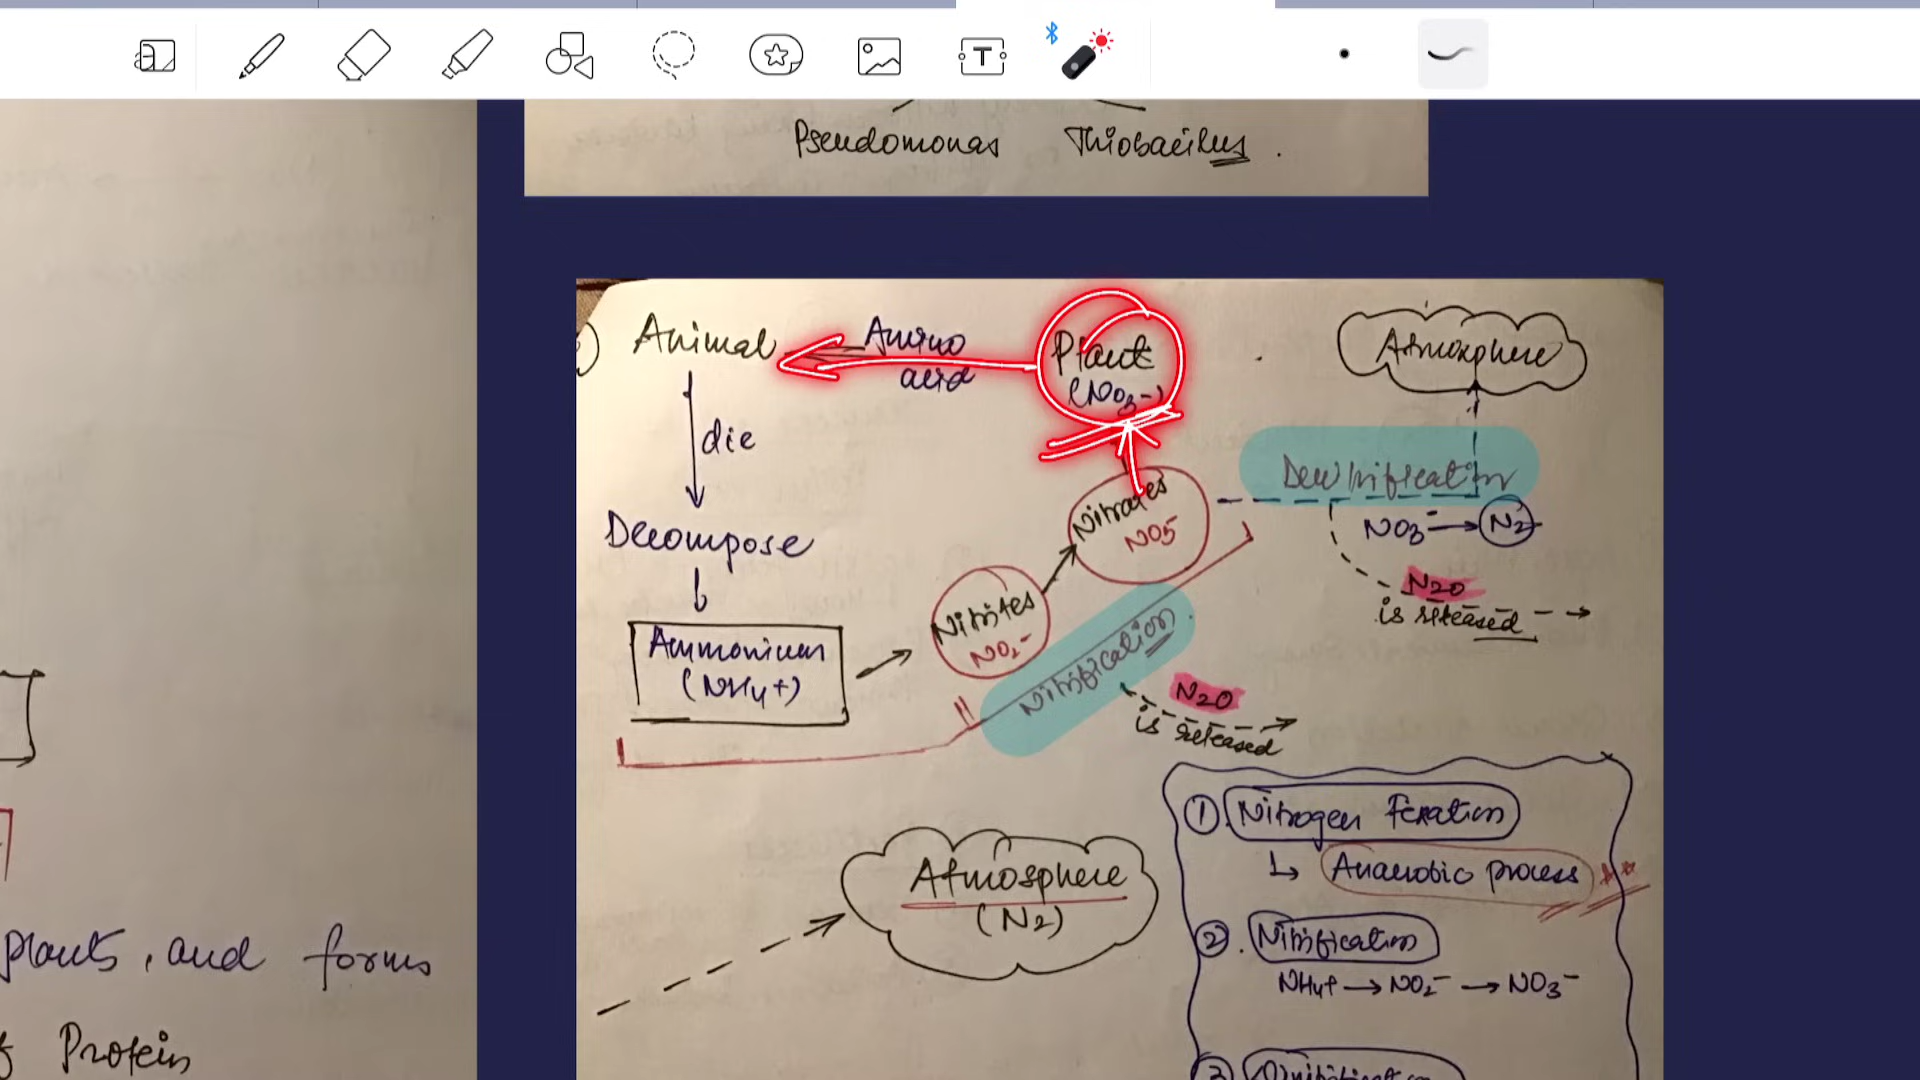 Pseudomonas Thiobacillus .
Animal
Amino
acid
Plant
(NO3-)
Atmosphere
die
Decompose
Ammonium
(NH4+)
Nitrites
NO2-
Nitrates
NO3-
Nitrification
N2O
is released
Denitrification
NO3- → N2
N2O
is released
Atmosphere
(N2)
① Nitrogen Fixation
↳ Anaerobic process **
② . Nitrification
NH4+ → NO2- → NO3-
plants, and forms
Protein
T